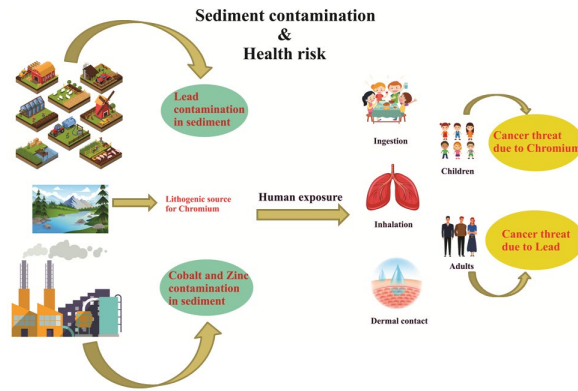 Sediment contamination
&
Health risk
Lead
contamination
in sediment
Lithogenic source
for Chromium
Human exposure
Cobalt and Zinc
contamination
in sediment
Ingestion
Inhalation
Dermal contact
Children
Cancer threat
due to Chromium
Adults
Cancer threat
due to Lead